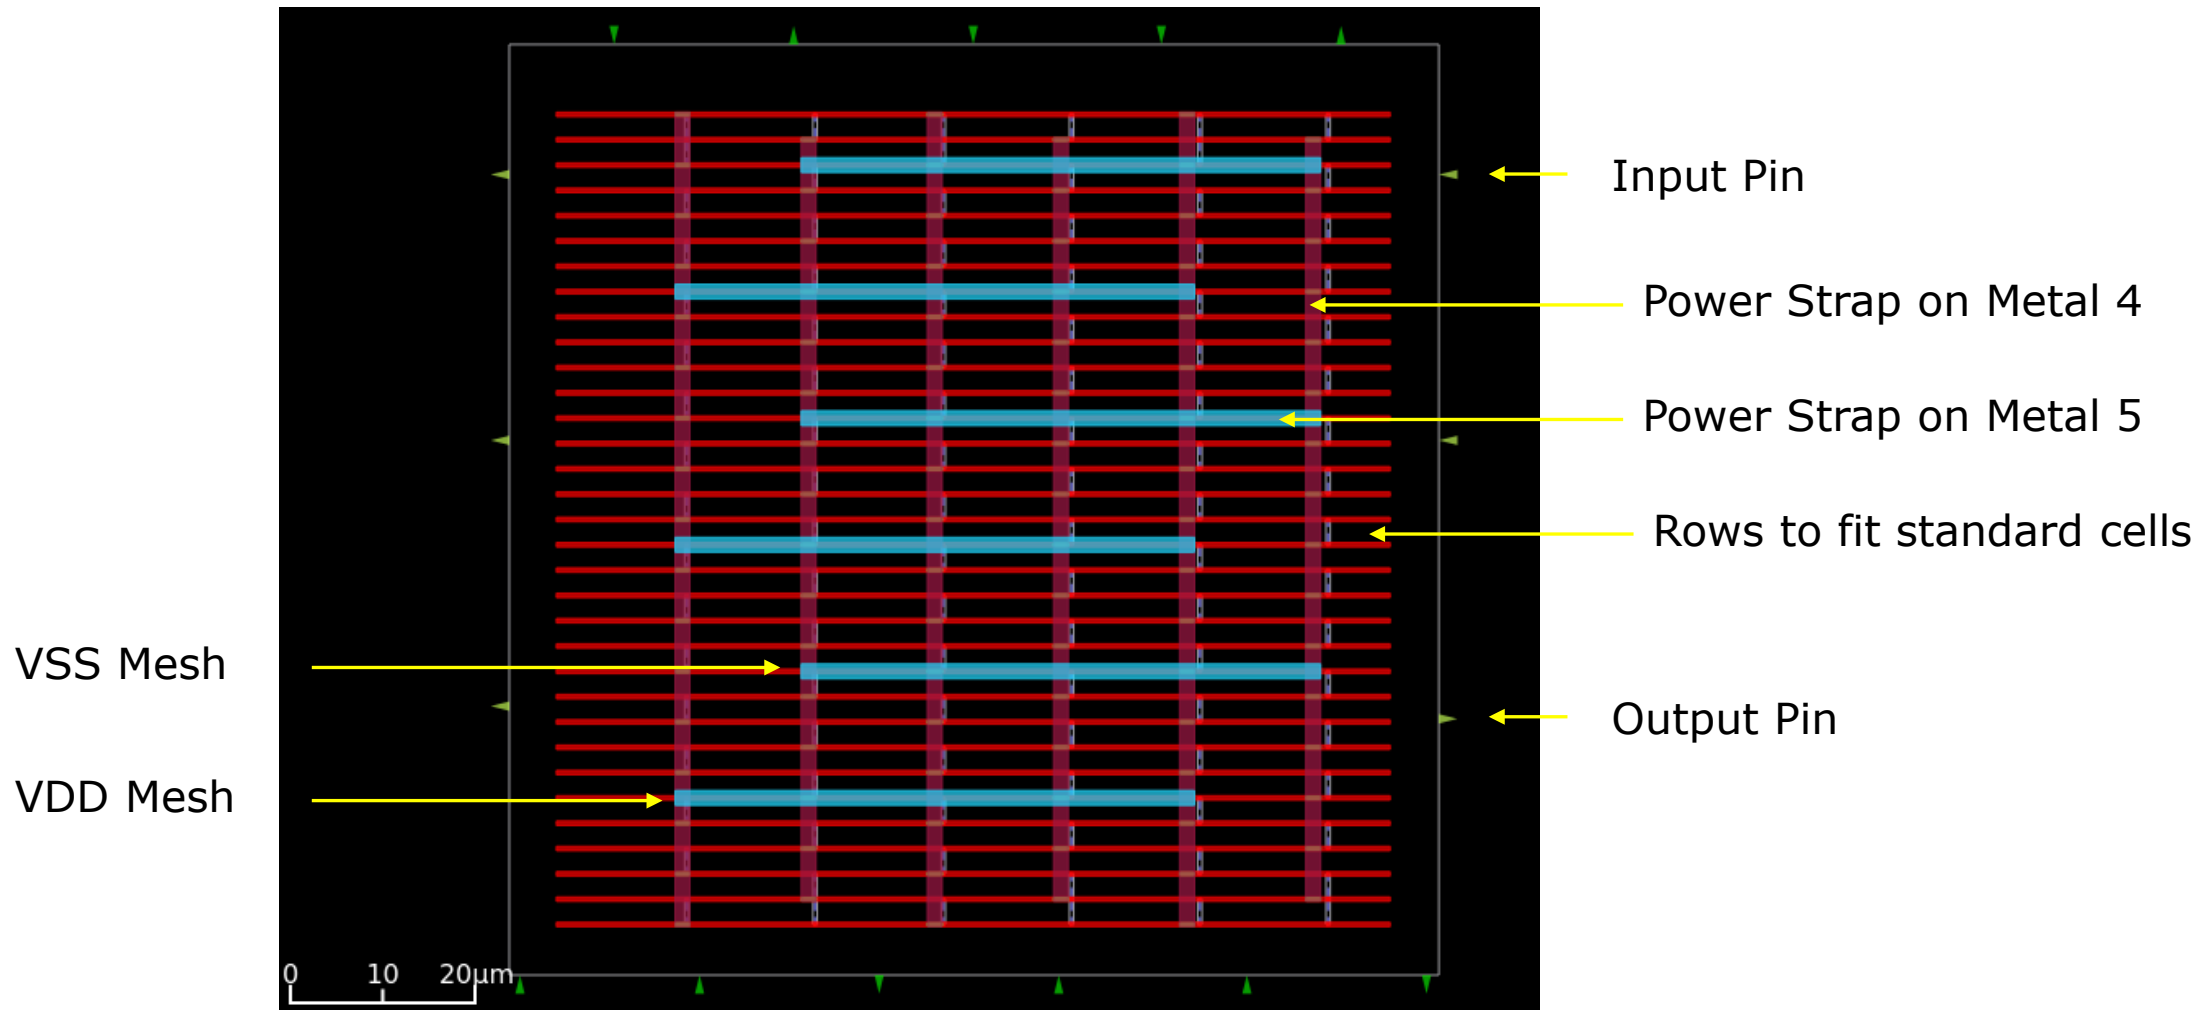 Input Pin
Power Strap on Metal 4
Power Strap on Metal 5
Rows to fit standard cells
VSS Mesh
Output Pin
VDD Mesh
0 10 20μm